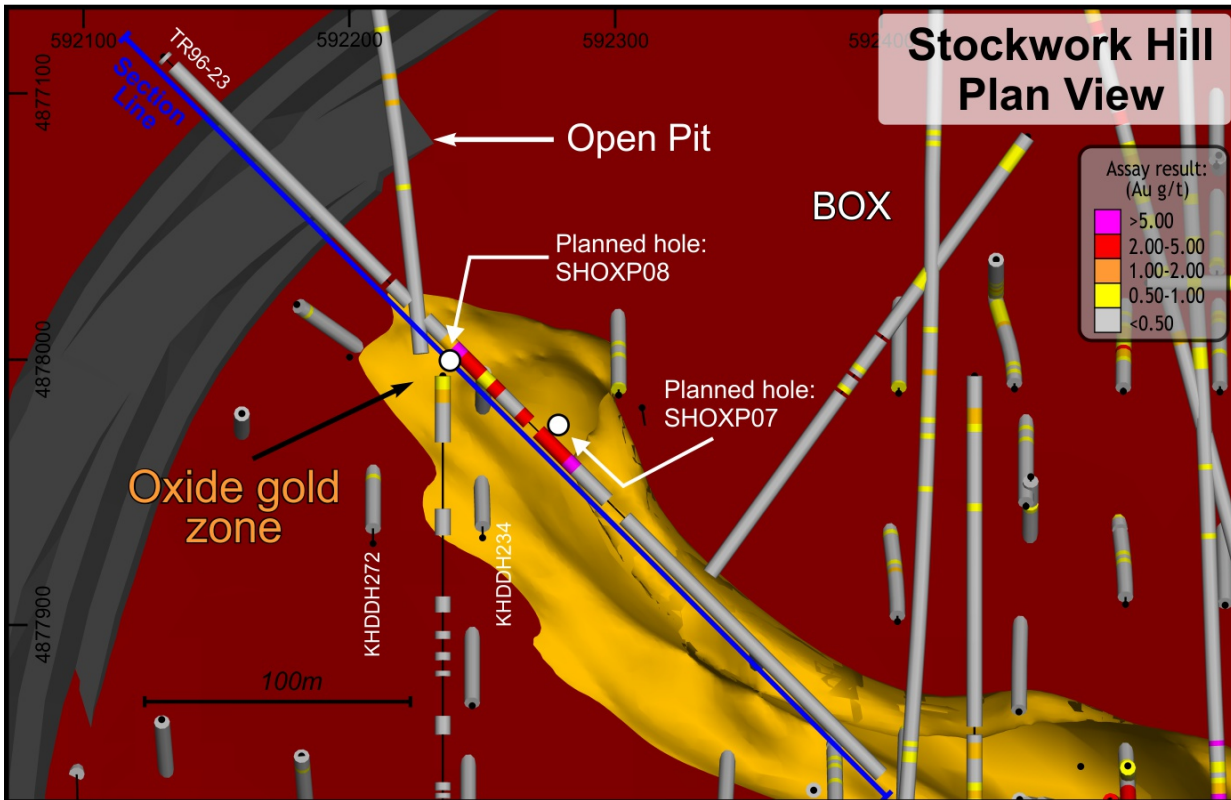 592100
592200
592300
592400
Stockwork Hill
Plan View
TR96-23
Section
Line
4877100
Open Pit
Assay result:
(Au g/t)
>5.00
2.00-5.00
1.00-2.00
0.50-1.00
<0.50
BOX
Planned hole:
SHOXP08
4878000
Planned hole:
SHOXP07
Oxide gold
zone
KHDDH272
KHDDH234
4877900
100m